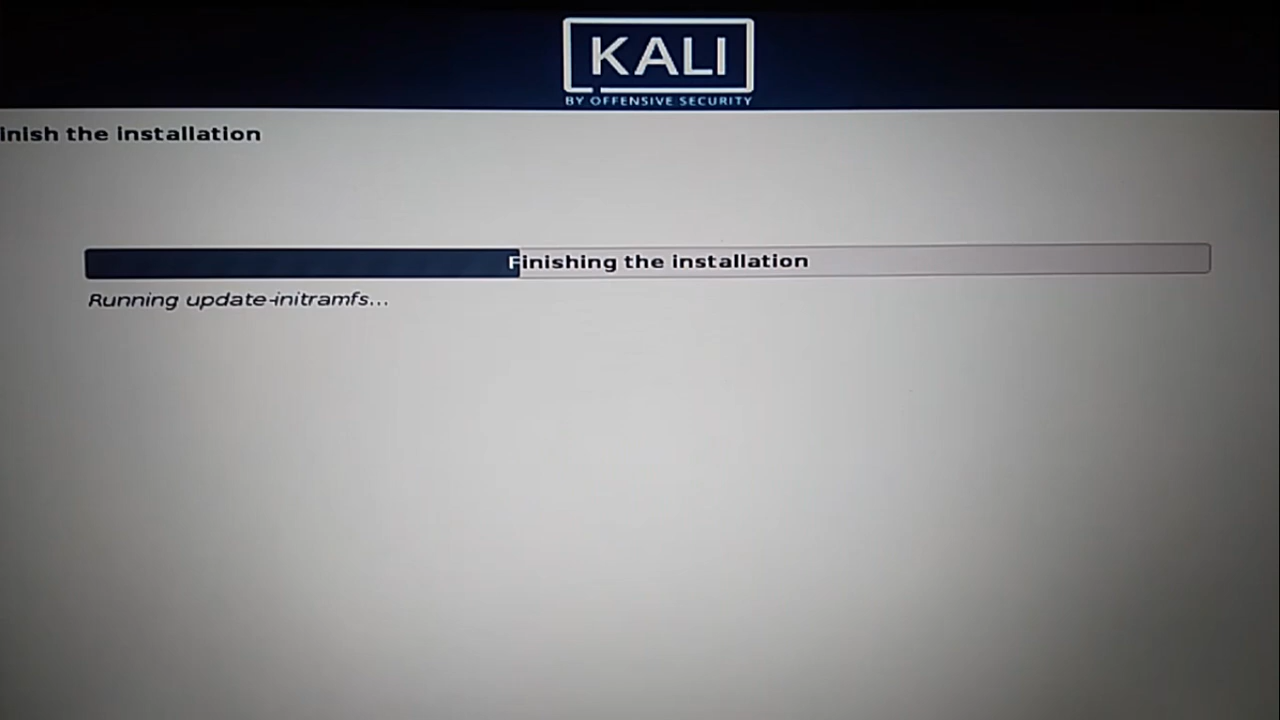 KALI
BY OFFENSIVE SECURITY
inish the installation
Finishing the installation
Running update-initramfs...